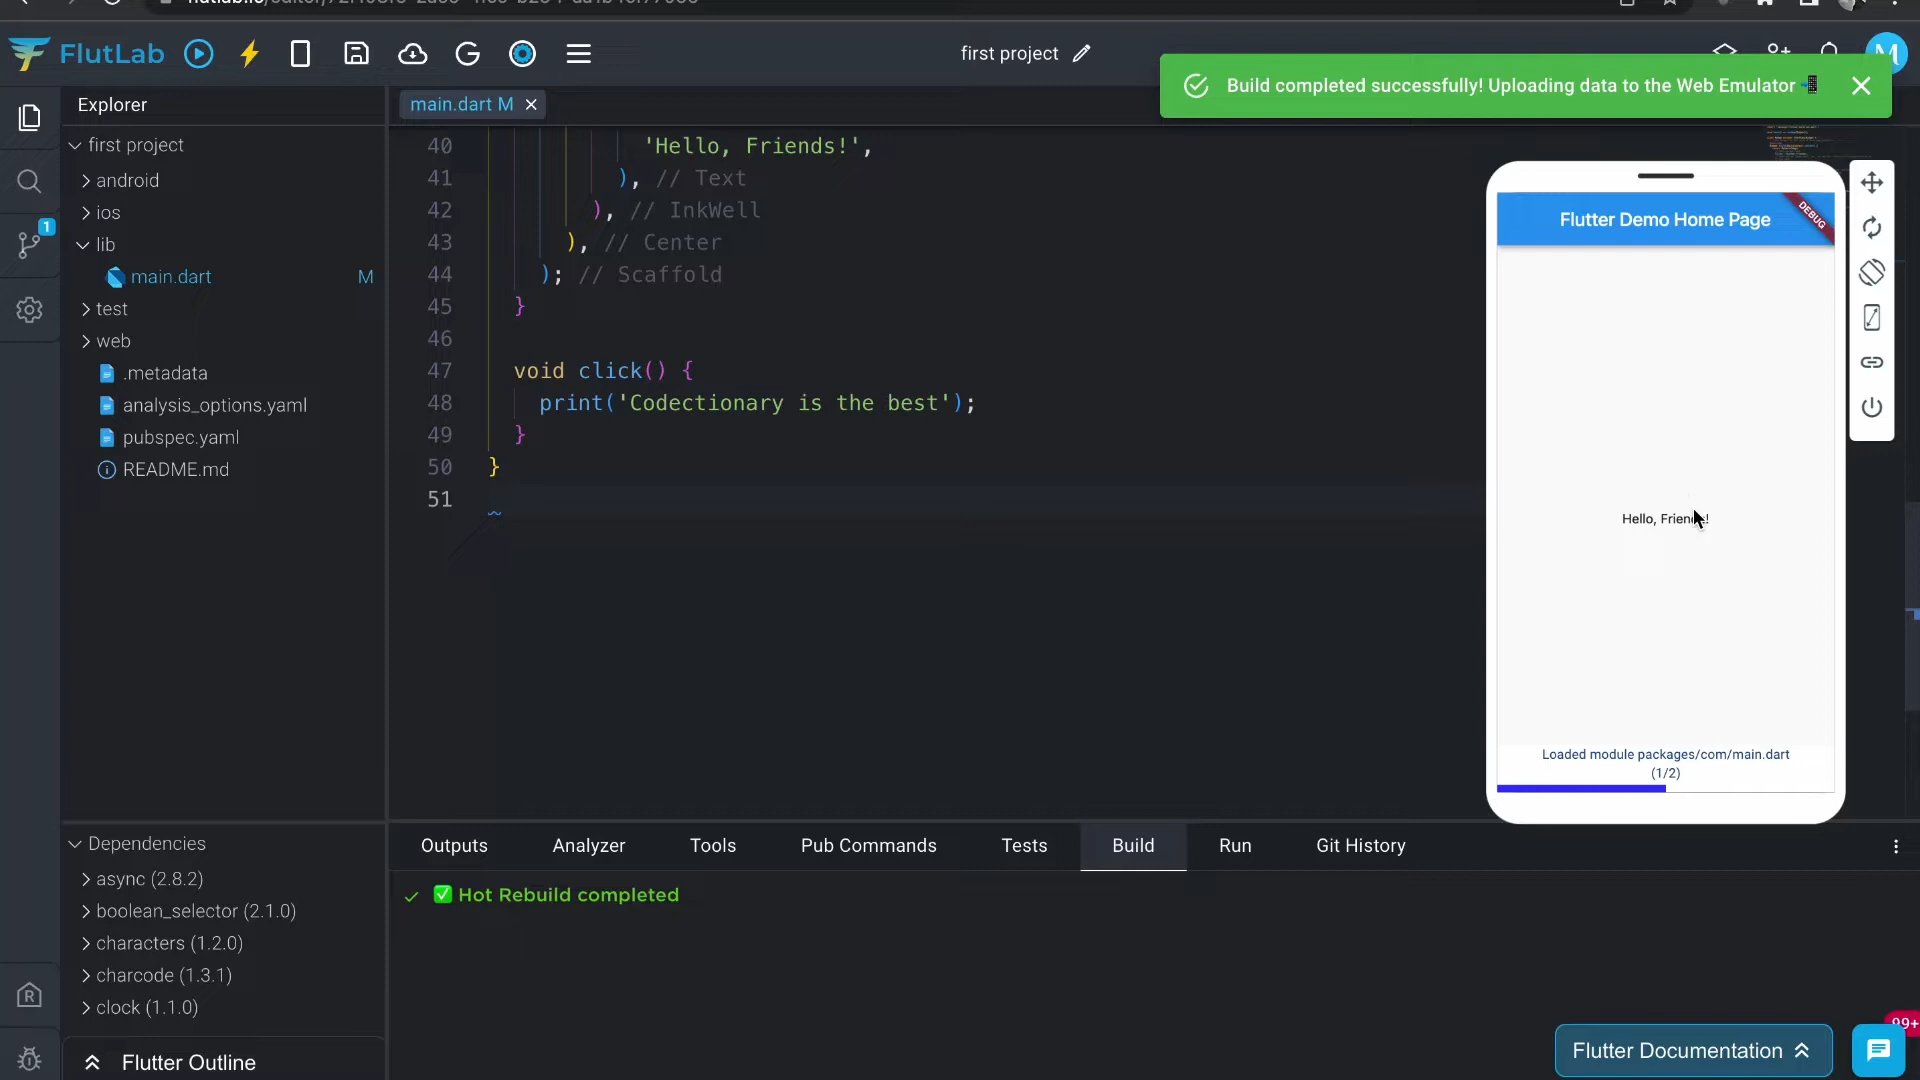 FlutLab
first project
Build completed successfully! Uploading data to the Web Emulator
M
Explorer
main.dart M
first project
android
ios
lib
main.dart M
test
web
.metadata
analysis_options.yaml
pubspec.yaml
README.md
1
40 'Hello, Friends!',
41 ), // Text
42 ), // InkWell
43 ), // Center
44 ); // Scaffold
45 }
46
47 void click() {
48 print('Codectionary is the best');
49 }
50 }
51
Flutter Demo Home Page
DEBUG
Hello, Friends!
Loaded module packages/com/main.dart
(1/2)
Dependencies
async (2.8.2)
boolean_selector (2.1.0)
characters (1.2.0)
charcode (1.3.1)
clock (1.1.0)
Flutter Outline
Outputs Analyzer Tools Pub Commands Tests Build Run Git History
Hot Rebuild completed
99+
Flutter Documentation